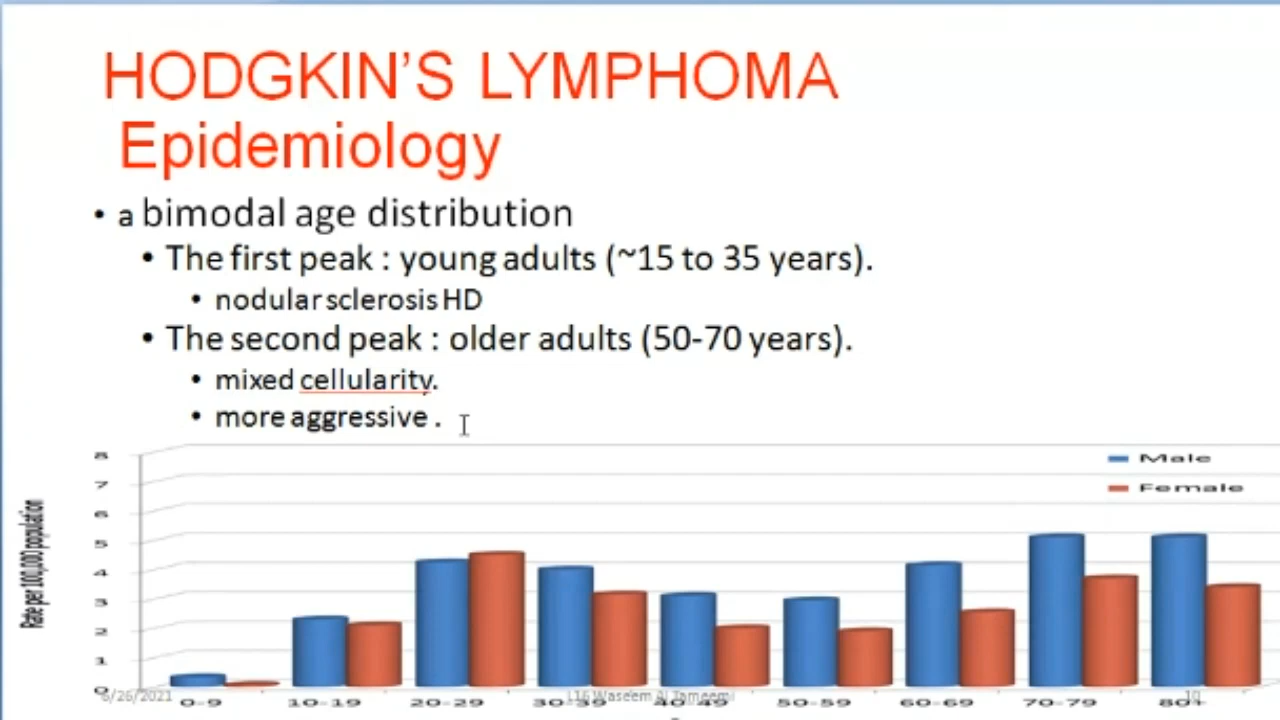 HODGKIN’S LYMPHOMA
Epidemiology
• a bimodal age distribution
• The first peak : young adults (~15 to 35 years).
• nodular sclerosis HD
• The second peak : older adults (50-70 years).
• mixed cellularity.
• more aggressive .
8
7
6
5
4
3
2
1
0
Rate per 100,000 population
Male
Female
6/26/2021
L16 Waseem Al Tameemi
10
0-9
10-19
20-29
30-39
40-49
50-59
60-69
70-79
80+